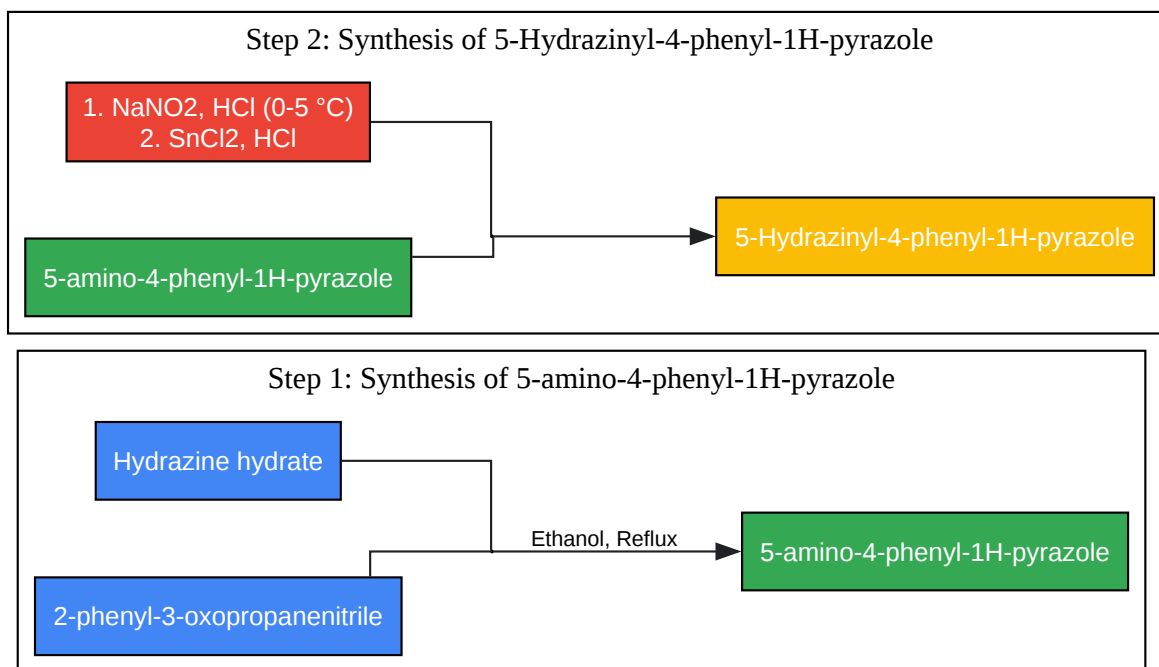 Step 2: Synthesis of 5-Hydrazinyl-4-phenyl-1H-pyrazole
1. NaNO2, HCl (0-5 °C)
2. SnCl2, HCl
5-amino-4-phenyl-1H-pyrazole
5-Hydrazinyl-4-phenyl-1H-pyrazole
Step 1: Synthesis of 5-amino-4-phenyl-1H-pyrazole
Hydrazine hydrate
2-phenyl-3-oxopropanenitrile
Ethanol, Reflux
5-amino-4-phenyl-1H-pyrazole